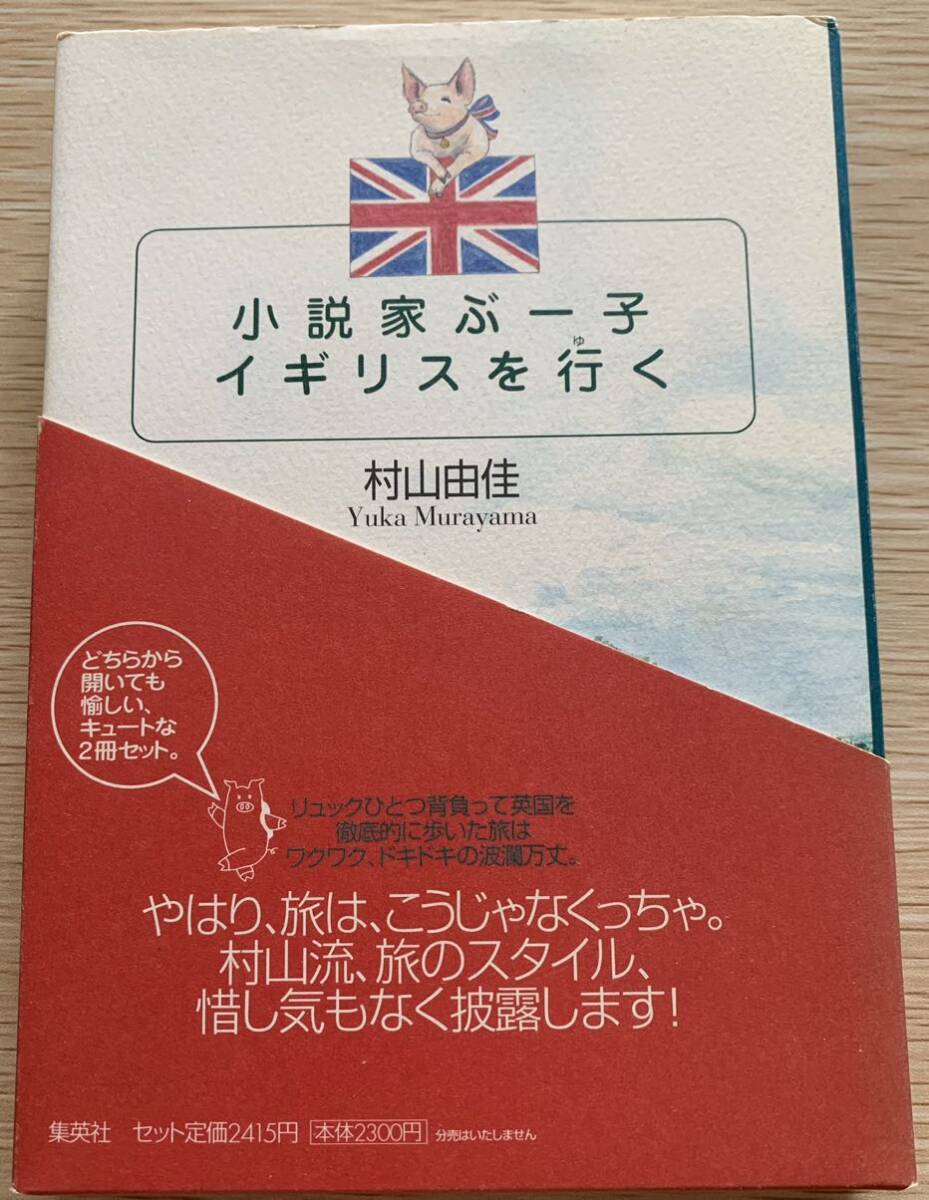 小説家ぶー子
イギリスを行く
ゆ
村山由佳
Yuka Murayama
どちらから
開いても
愉しい、
キュートな
2冊セット。
リュックひとつ背負って英国を
徹底的に歩いた旅は
ワクワク、ドキドキの波瀾万丈。
やはり、旅は、こうじゃなくっちゃ。
村山流、旅のスタイル、
惜し気もなく披露します!
集英社 セット定価2415円 本体2300円 分売はいたしません